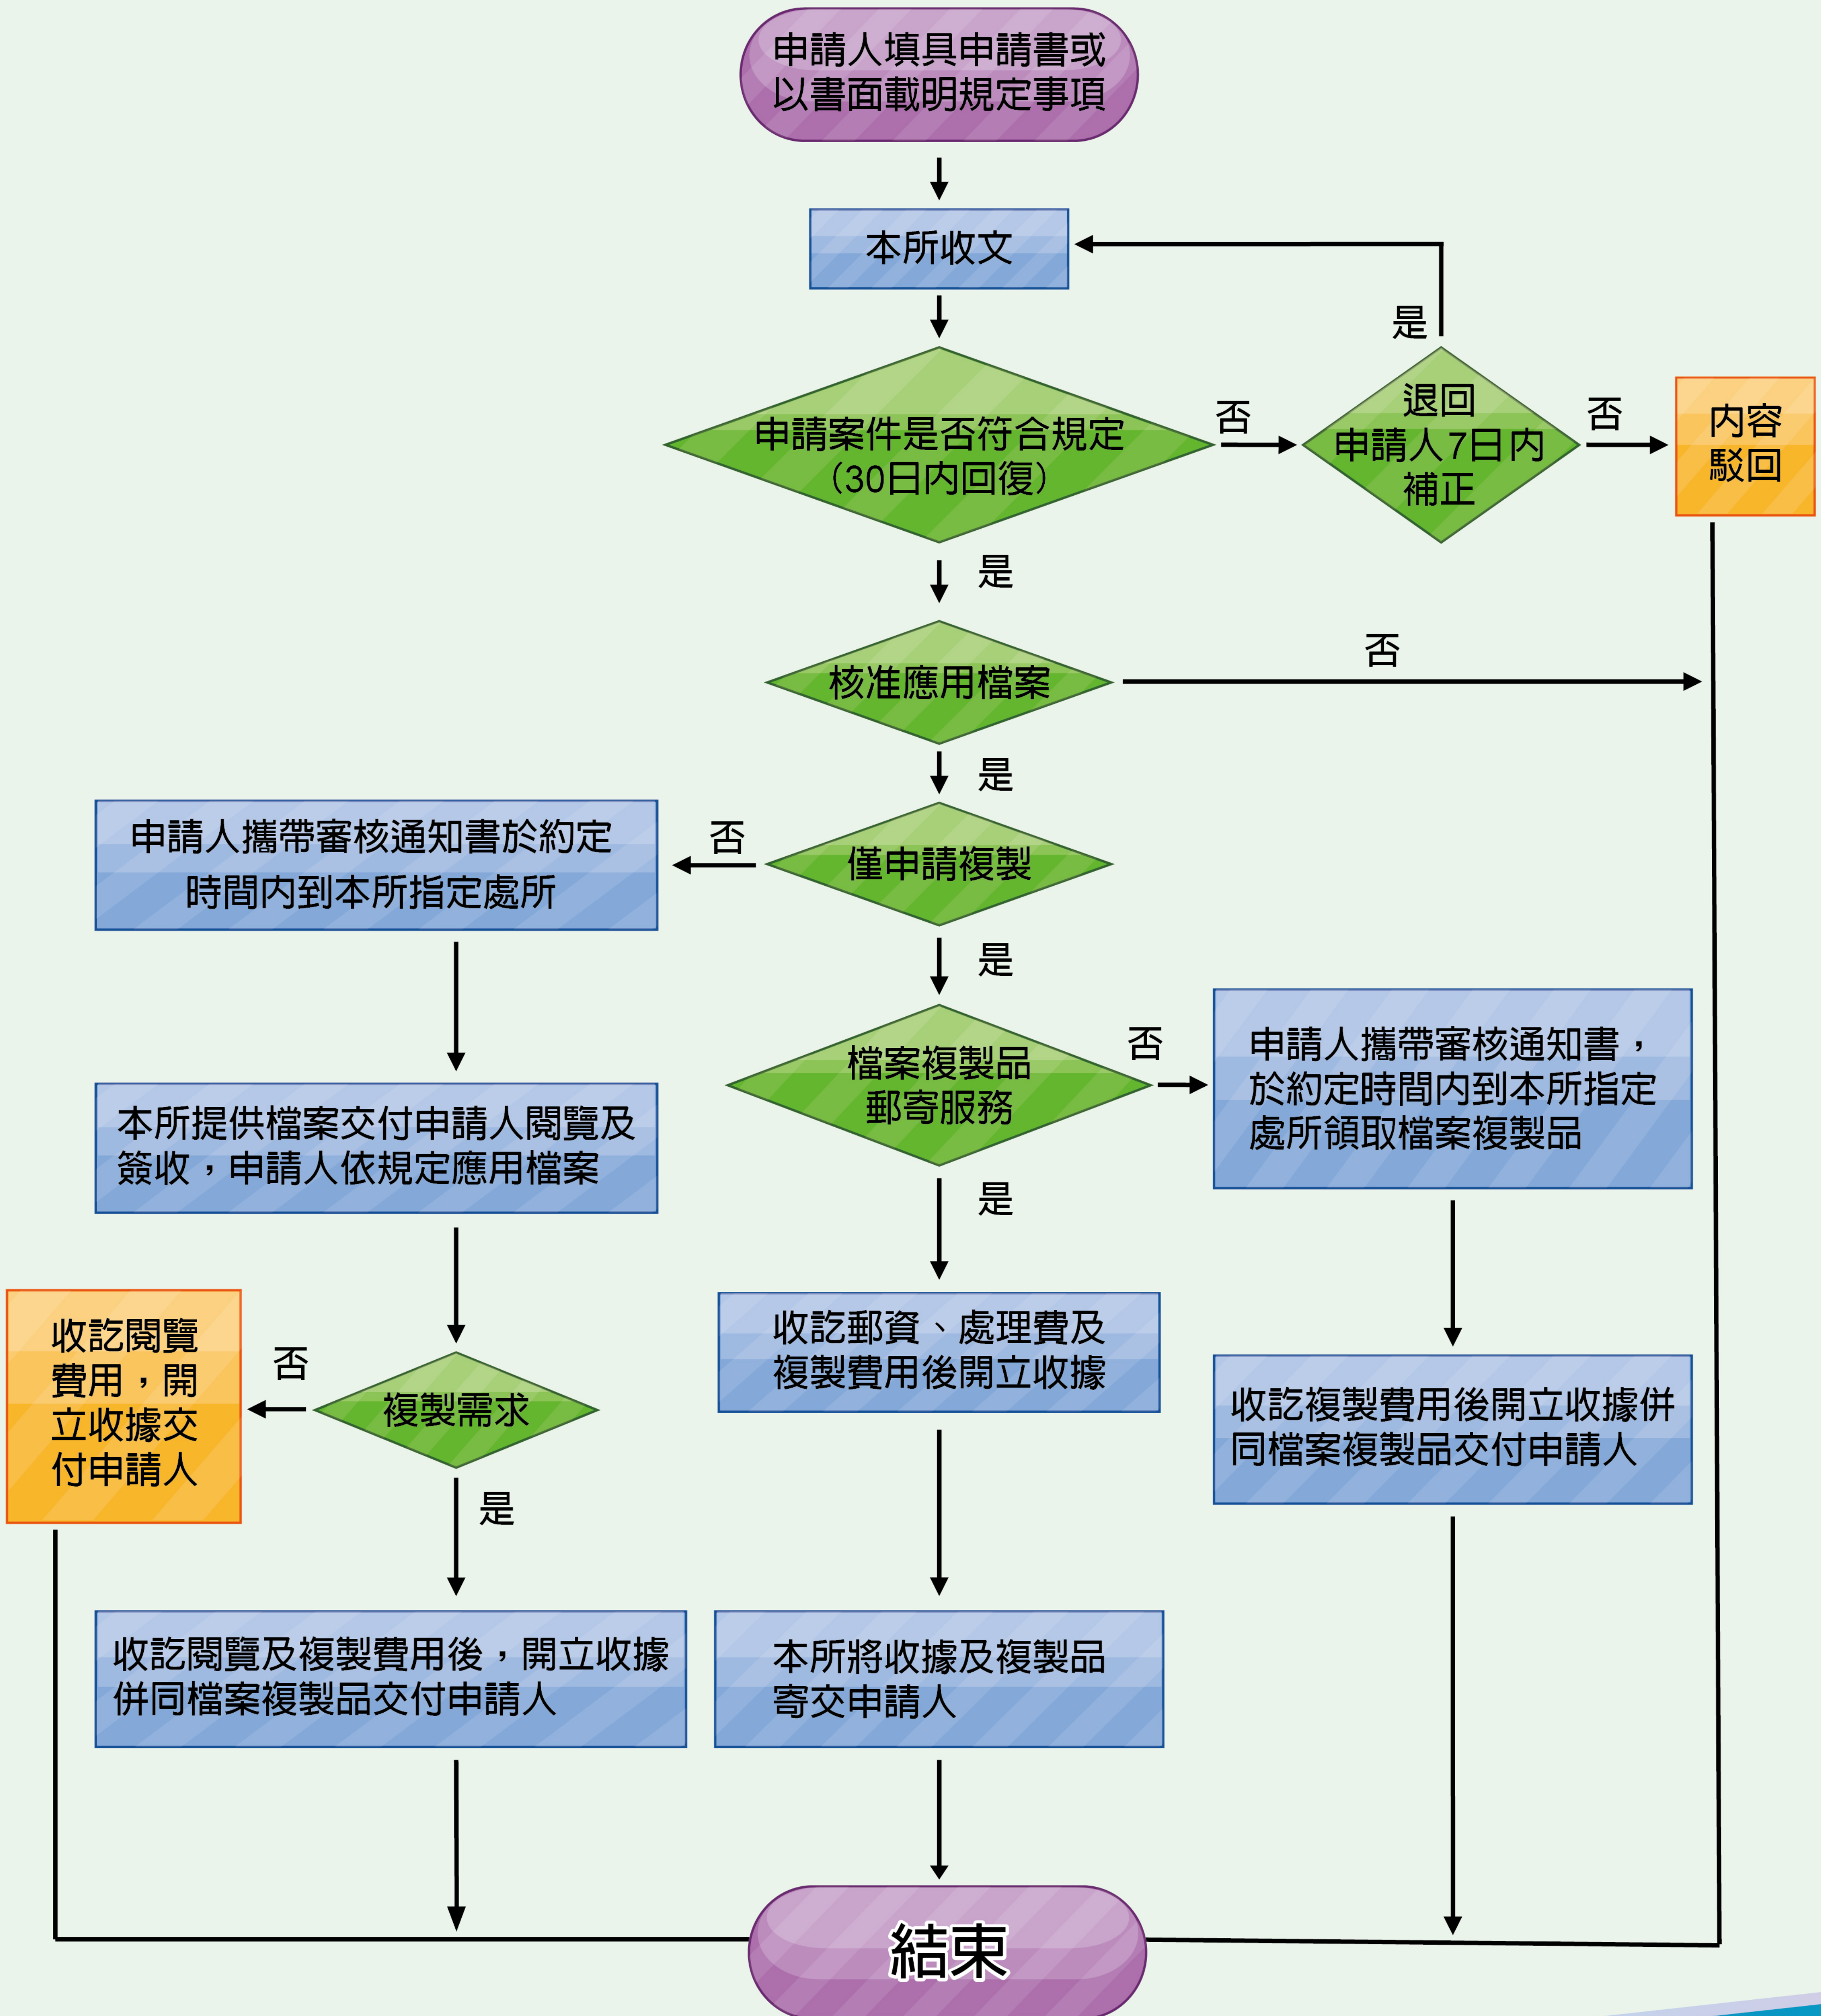 申請人填具申請書或
以書面載明規定事項
本所收文
是
申請案件是否符合規定
（30日內回復）
否
退回
申請人7日內
補正
否
內容
駁回
是
核准應用檔案
否
是
僅申請複製
否
申請人攜帶審核通知書於約定
時間內到本所指定處所
是
檔案複製品
郵寄服務
否
申請人攜帶審核通知書，
於約定時間內到本所指定
處所領取檔案複製品
本所提供檔案交付申請人閱覽及
簽收，申請人依規定應用檔案
是
收訖郵資、處理費及
複製費用後開立收據
收訖複製費用後開立收據併
同檔案複製品交付申請人
複製需求
否
收訖閱覽
費用，開
立收據交
付申請人
是
收訖閱覽及複製費用後，開立收據
併同檔案複製品交付申請人
本所將收據及複製品
寄交申請人
結束